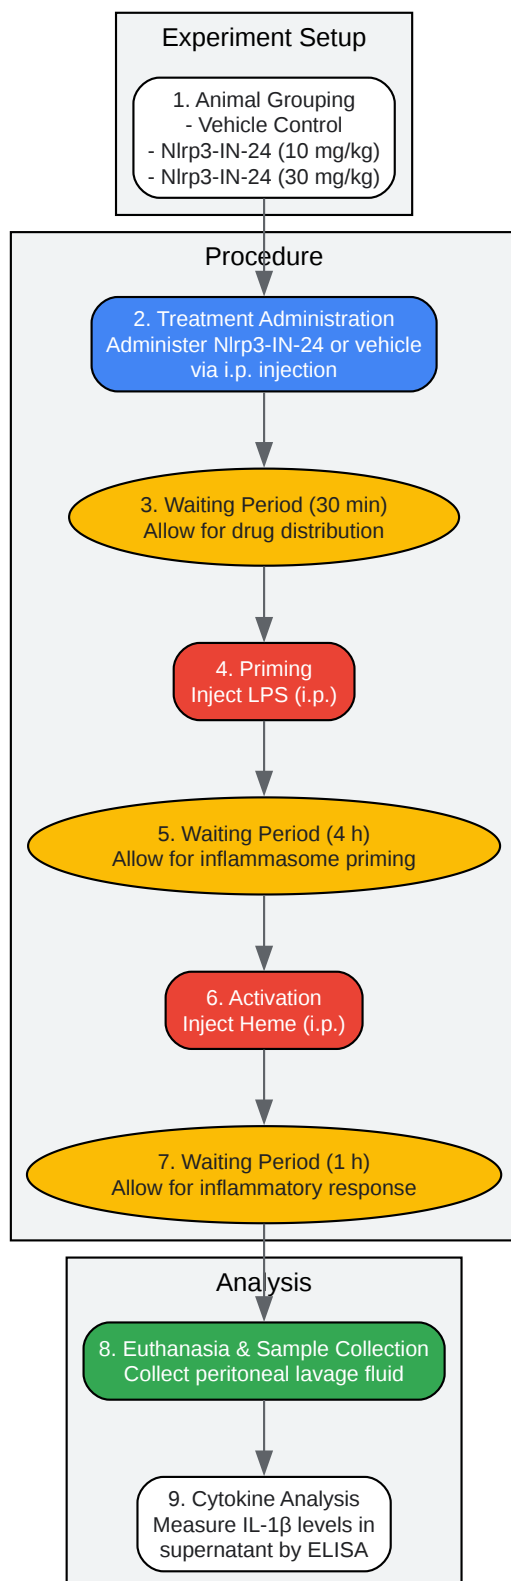 Experiment Setup
1. Animal Grouping
- Vehicle Control
- Nlrp3-IN-24 (10 mg/kg)
- Nlrp3-IN-24 (30 mg/kg)
Procedure
2. Treatment Administration
Administer Nlrp3-IN-24 or vehicle
via i.p. injection
3. Waiting Period (30 min)
Allow for drug distribution
4. Priming
Inject LPS (i.p.)
5. Waiting Period (4 h)
Allow for inflammasome priming
6. Activation
Inject Heme (i.p.)
7. Waiting Period (1 h)
Allow for inflammatory response
Analysis
8. Euthanasia & Sample Collection
Collect peritoneal lavage fluid
9. Cytokine Analysis
Measure IL-1β levels in
supernatant by ELISA